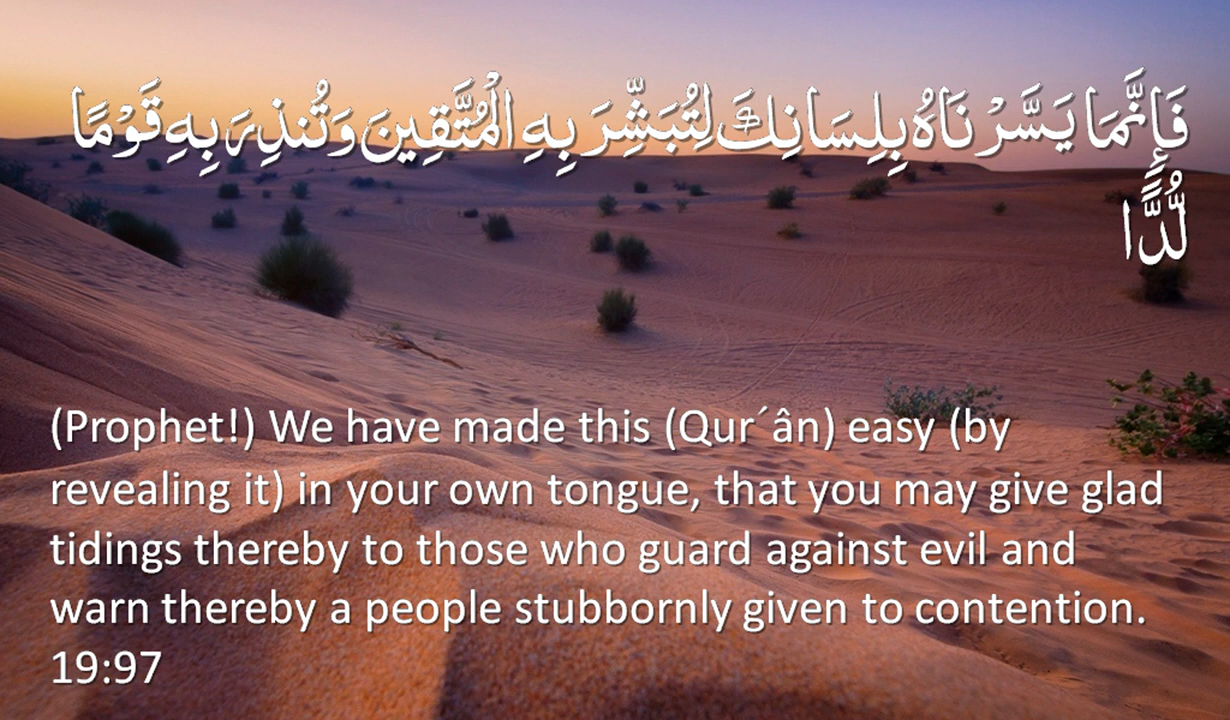 فَإِنَّمَا يَسَّرْنَاهُ بِلِسَانِكَ لِتُبَشِّرَ بِهِ الْمُتَّقِينَ وَتُنذِرَ بِهِ قَوْمًا
لُّدًّا
(Prophet!) We have made this (Qur´ân) easy (by
revealing it) in your own tongue, that you may give glad
tidings thereby to those who guard against evil and
warn thereby a people stubbornly given to contention.
19:97